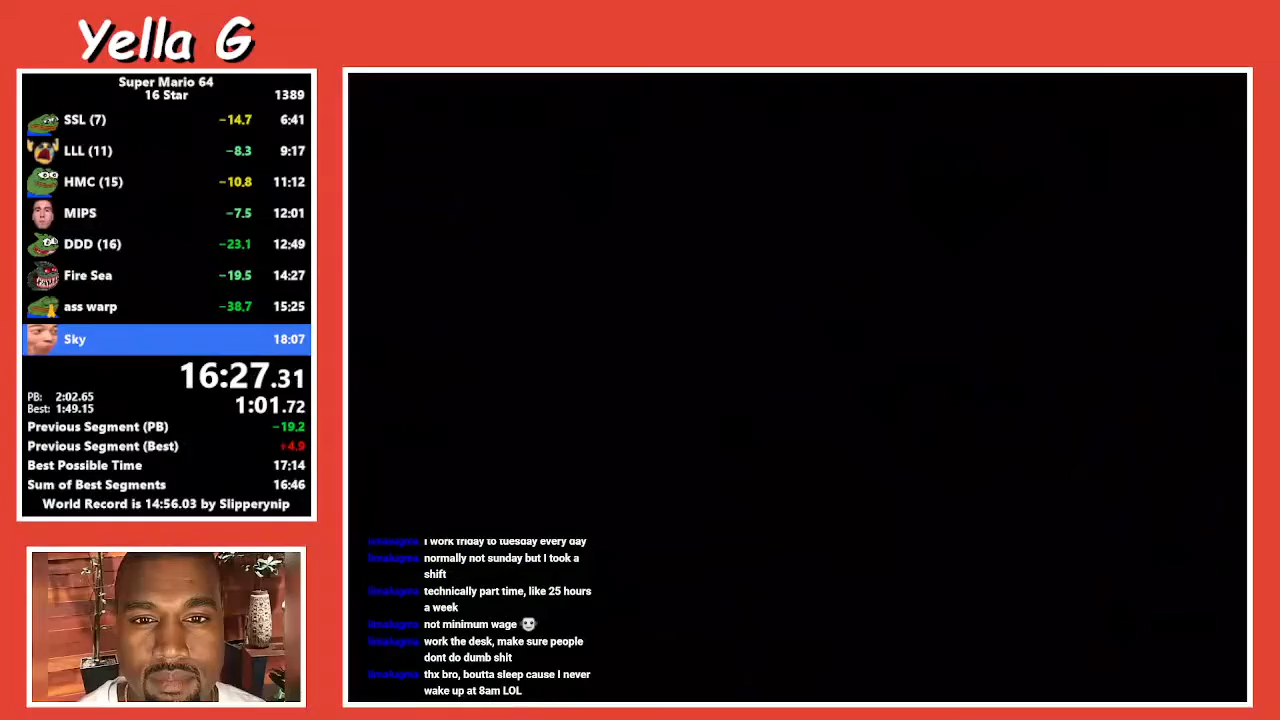 Yella G
Super Mario 64
16 Star 1389
SSL (7) −14.7 6:41
LLL (11) −8.3 9:17
HMC (15) −10.8 11:12
MIPS −7.5 12:01
DDD (16) −23.1 12:49
Fire Sea −19.5 14:27
ass warp −38.7 15:25
Sky 18:07
16:27.31
PB: 2:02.65
Best: 1:49.15 1:01.72
Previous Segment (PB) −19.2
Previous Segment (Best) +4.9
Best Possible Time 17:14
Sum of Best Segments 16:46
World Record is 14:56.03 by Slipperynip
I work friday to tuesday every day
normally not sunday but I took a
shift
technically part time, like 25 hours
a week
not minimum wage
work the desk, make sure people
dont do dumb shit
thx bro, boutta sleep cause I never
wake up at 8am LOL